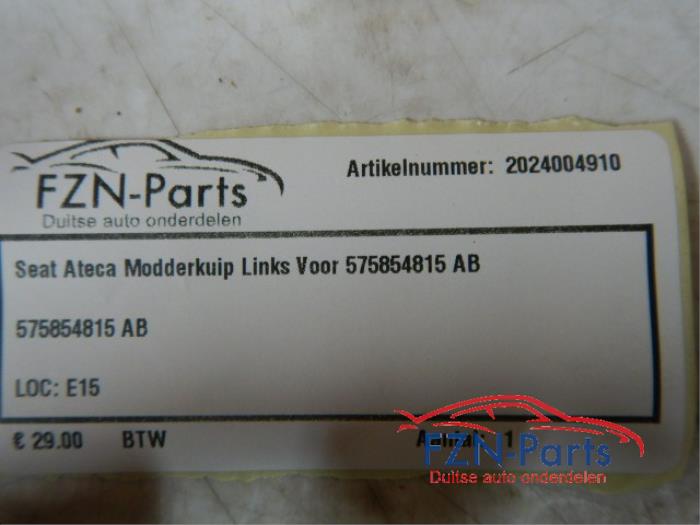 FZN-Parts
Duitse auto onderdelen
Artikelnummer: 2024004910
Seat Ateca Modderkuip Links Voor 575854815 AB
575854815 AB
LOC: E15
€ 29.00 BTW Aantal: 1
FZN-Parts
Duitse auto onderdelen